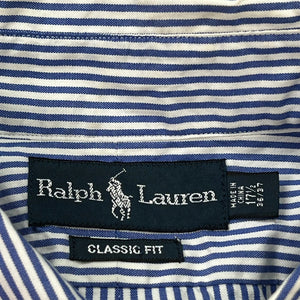 Ralph Lauren
MADE IN
CHINA
17½
36/37
CLASSIC FIT